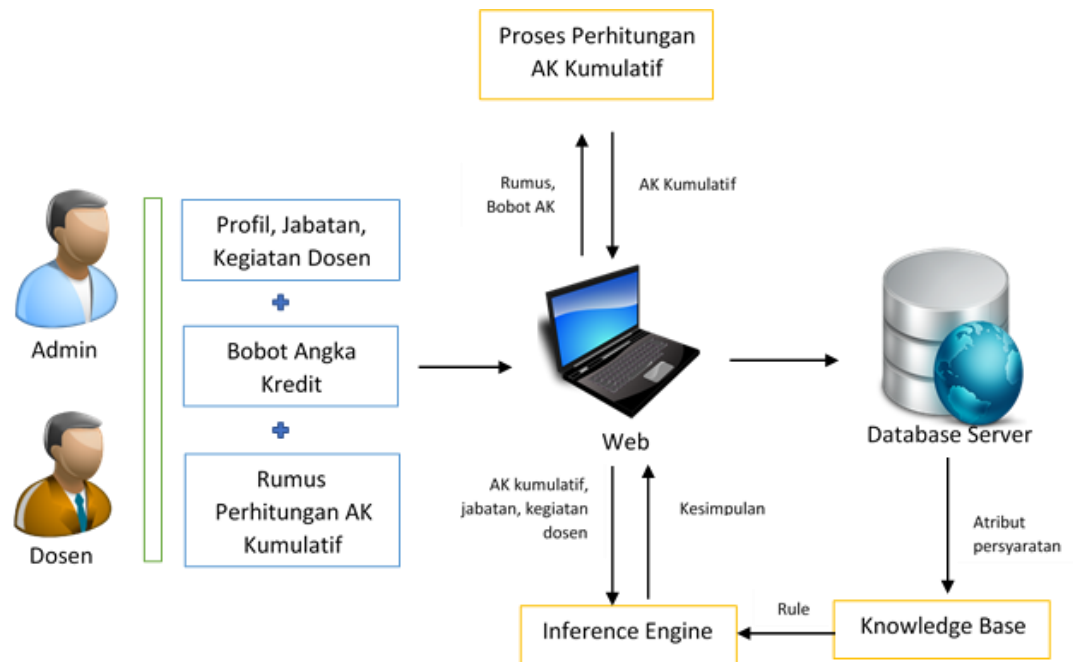 Proses Perhitungan
AK Kumulatif
Rumus,
Bobot AK
AK Kumulatif
Profil, Jabatan,
Kegiatan Dosen
Admin
Bobot Angka
Kredit
Web
Database Server
Rumus
Perhitungan AK
Kumulatif
Dosen
AK kumulatif,
jabatan, kegiatan
dosen
Kesimpulan
Atribut
persyaratan
Inference Engine
Rule
Knowledge Base